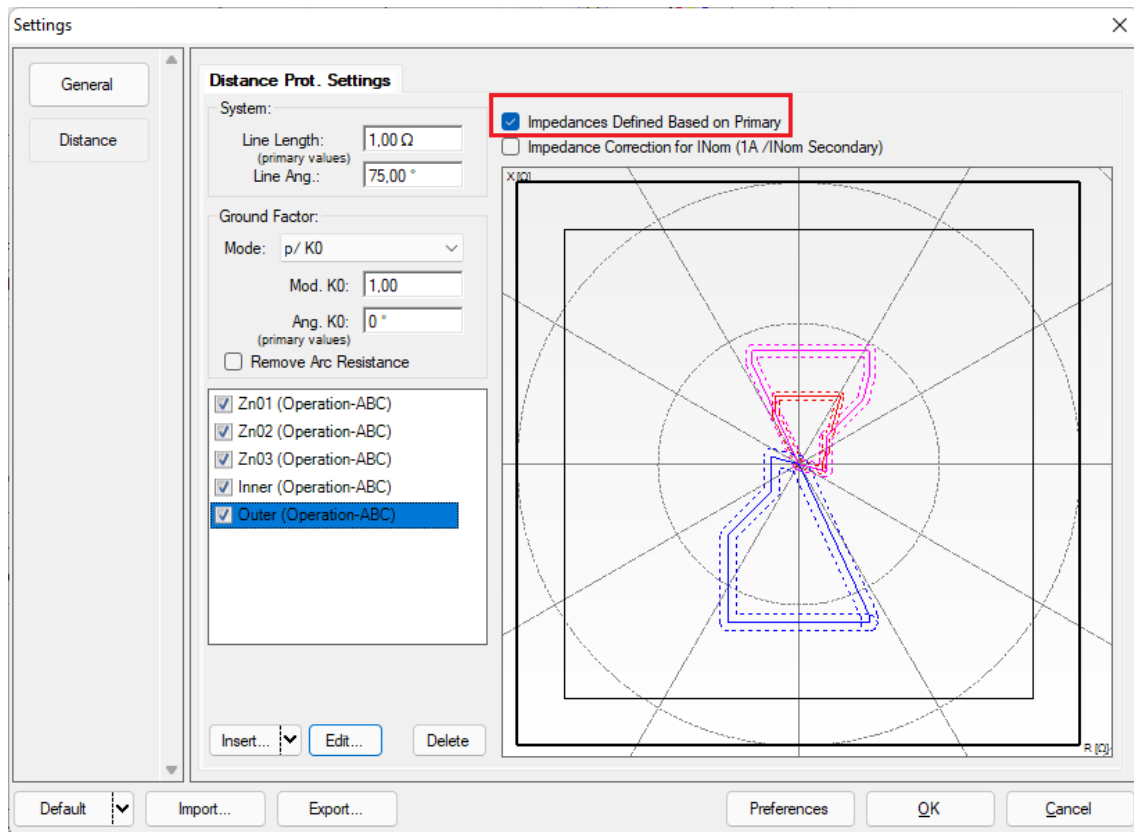 Settings
General
Distance
Distance Prot. Settings
System:
Line Length: 1,00 Ω
(primary values)
Line Ang.: 75,00 °
Ground Factor:
Mode: p/ K0
Mod. K0: 1,00
Ang. K0: 0 °
(primary values)
Remove Arc Resistance
Zn01 (Operation-ABC)
Zn02 (Operation-ABC)
Zn03 (Operation-ABC)
Inner (Operation-ABC)
Outer (Operation-ABC)
Insert... Edit... Delete
Impedances Defined Based on Primary
Impedance Correction for INom (1A /INom Secondary)
X [Ω]
R [Ω]
Default Import... Export... Preferences OK Cancel